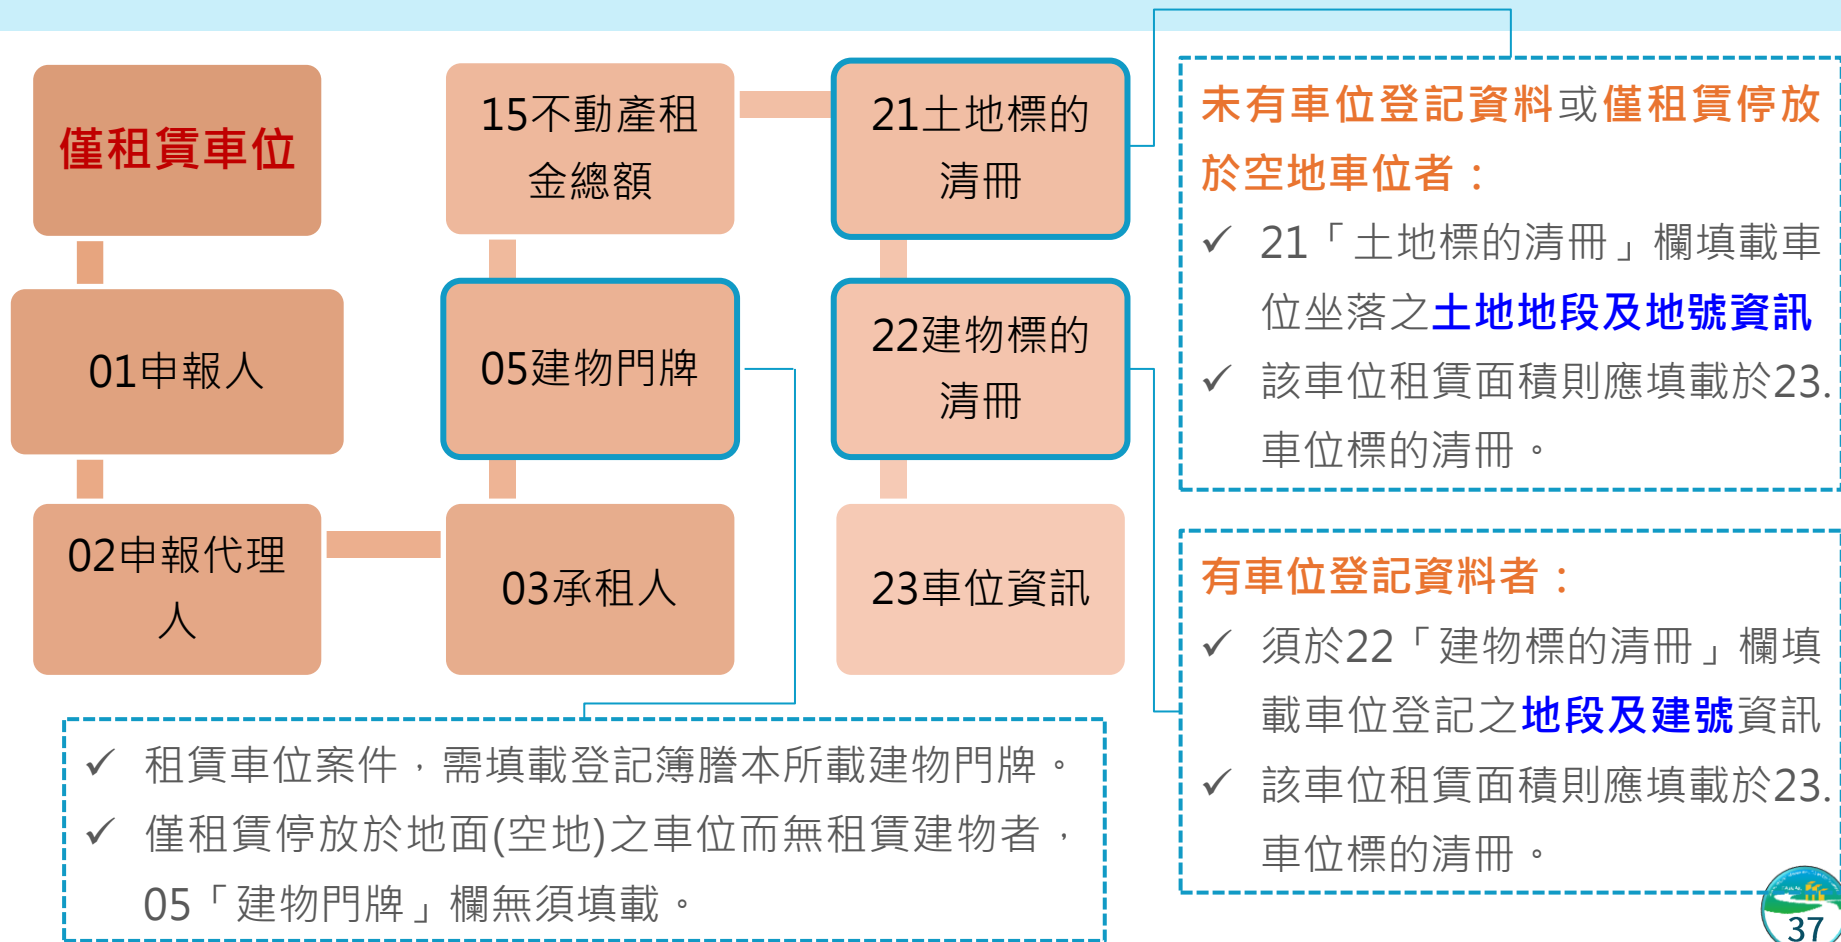 僅租賃車位
01申報人
02申報代理
人
03承租人
05建物門牌
15不動產租
金總額
21土地標的
清冊
22建物標的
清冊
23車位資訊
未有車位登記資料或僅租賃停放
於空地車位者：
✓ 21「土地標的清冊」欄填載車
位坐落之土地地段及地號資訊
✓ 該車位租賃面積則應填載於23.
車位標的清冊。
有車位登記資料者：
✓ 須於22「建物標的清冊」欄填
載車位登記之地段及建號資訊
✓ 該車位租賃面積則應填載於23.
車位標的清冊。
✓ 租賃車位案件，需填載登記簿謄本所載建物門牌。
✓ 僅租賃停放於地面(空地)之車位而無租賃建物者，
05「建物門牌」欄無須填載。
37